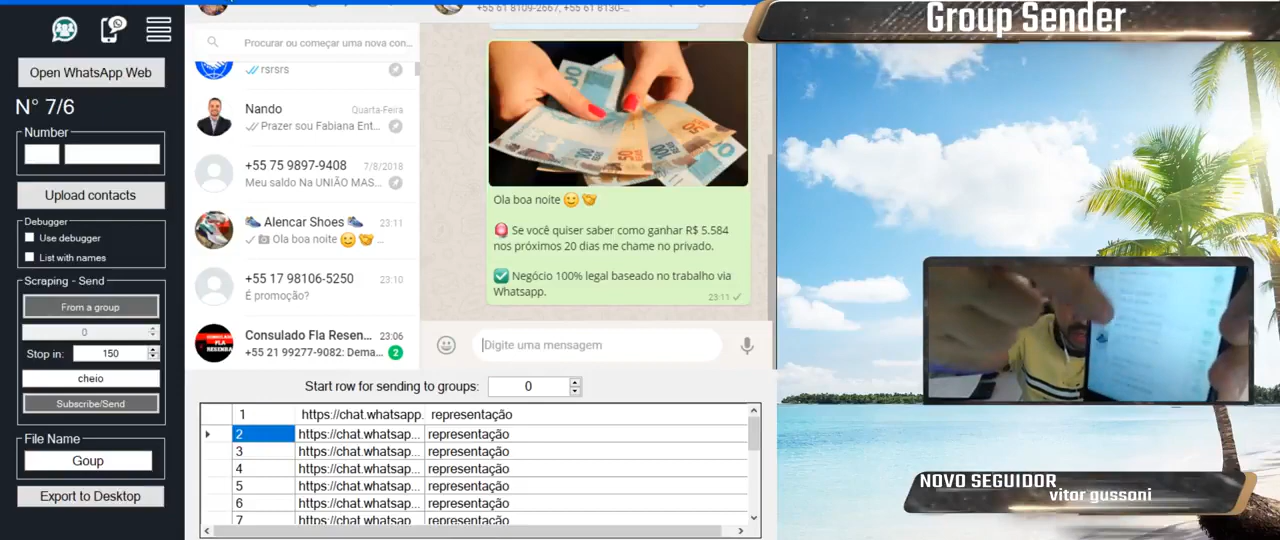 Open WhatsApp Web
N° 7/6
Number
Upload contacts
Debugger
Use debugger
List with names
Scraping - Send
From a group
0
Stop in: 150
cheio
Subscribe/Send
File Name
Goup
Export to Desktop
Procurar ou começar uma nova con...
rsrsrs
Nando Quarta-Feira
Prazer sou Fabiana Ent...
+55 75 9897-9408 7/8/2018
Meu saldo Na UNIÃO MAS...
Alencar Shoes 23:11
Ola boa noite 😉 🤝 ...
+55 17 98106-5250 23:10
É promoção?
Consulado Fla Resen... 23:06
+55 21 99277-9082: Dema... 2
+55 61 8109-2667, +55 61 8130-...
Ola boa noite 😉 🤝
🚨 Se você quiser saber como ganhar R$ 5.584
nos próximos 20 dias me chame no privado.
✅ Negócio 100% legal baseado no trabalho via
Whatsapp.
23:11
Digite uma mensagem
Start row for sending to groups: 0
1 https://chat.whatsapp. representação
2 https://chat.whatsap... representação
3 https://chat.whatsap... representação
4 https://chat.whatsap... representação
5 https://chat.whatsap... representação
6 https://chat.whatsap... representação
7 https://chat.whatsap... representação
Group Sender
NOVO SEGUIDOR
vitor gussoni